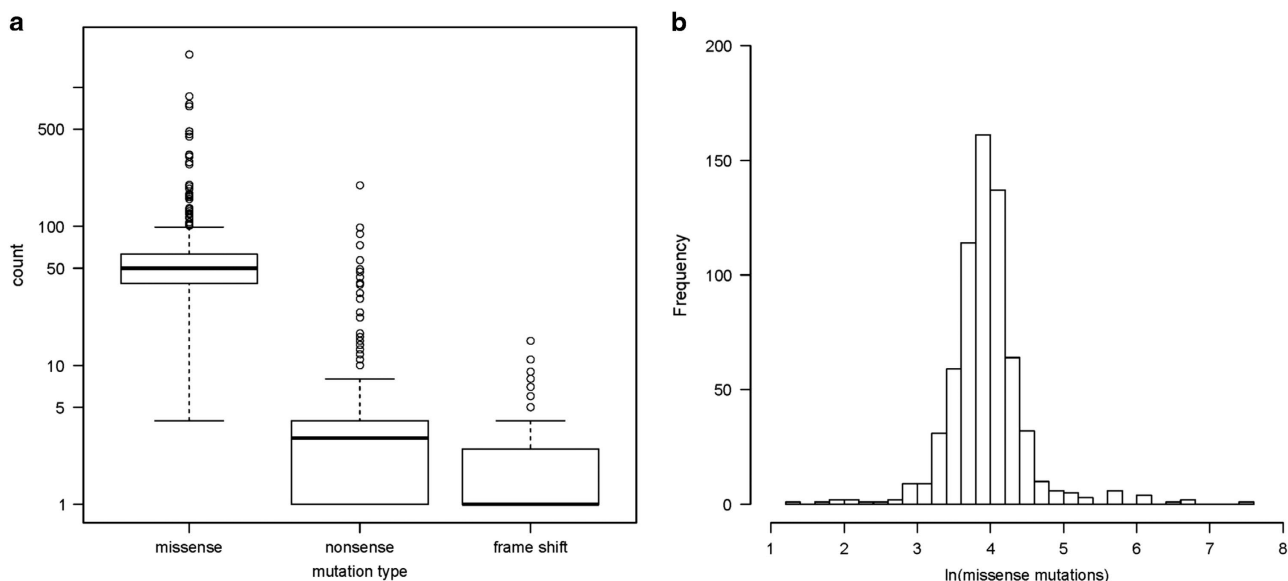 a
count
500
100
50
10
5
1
missense
nonsense
frame shift
mutation type
b
Frequency
200
150
100
50
0
1 2 3 4 5 6 7 8
ln(missense mutations)